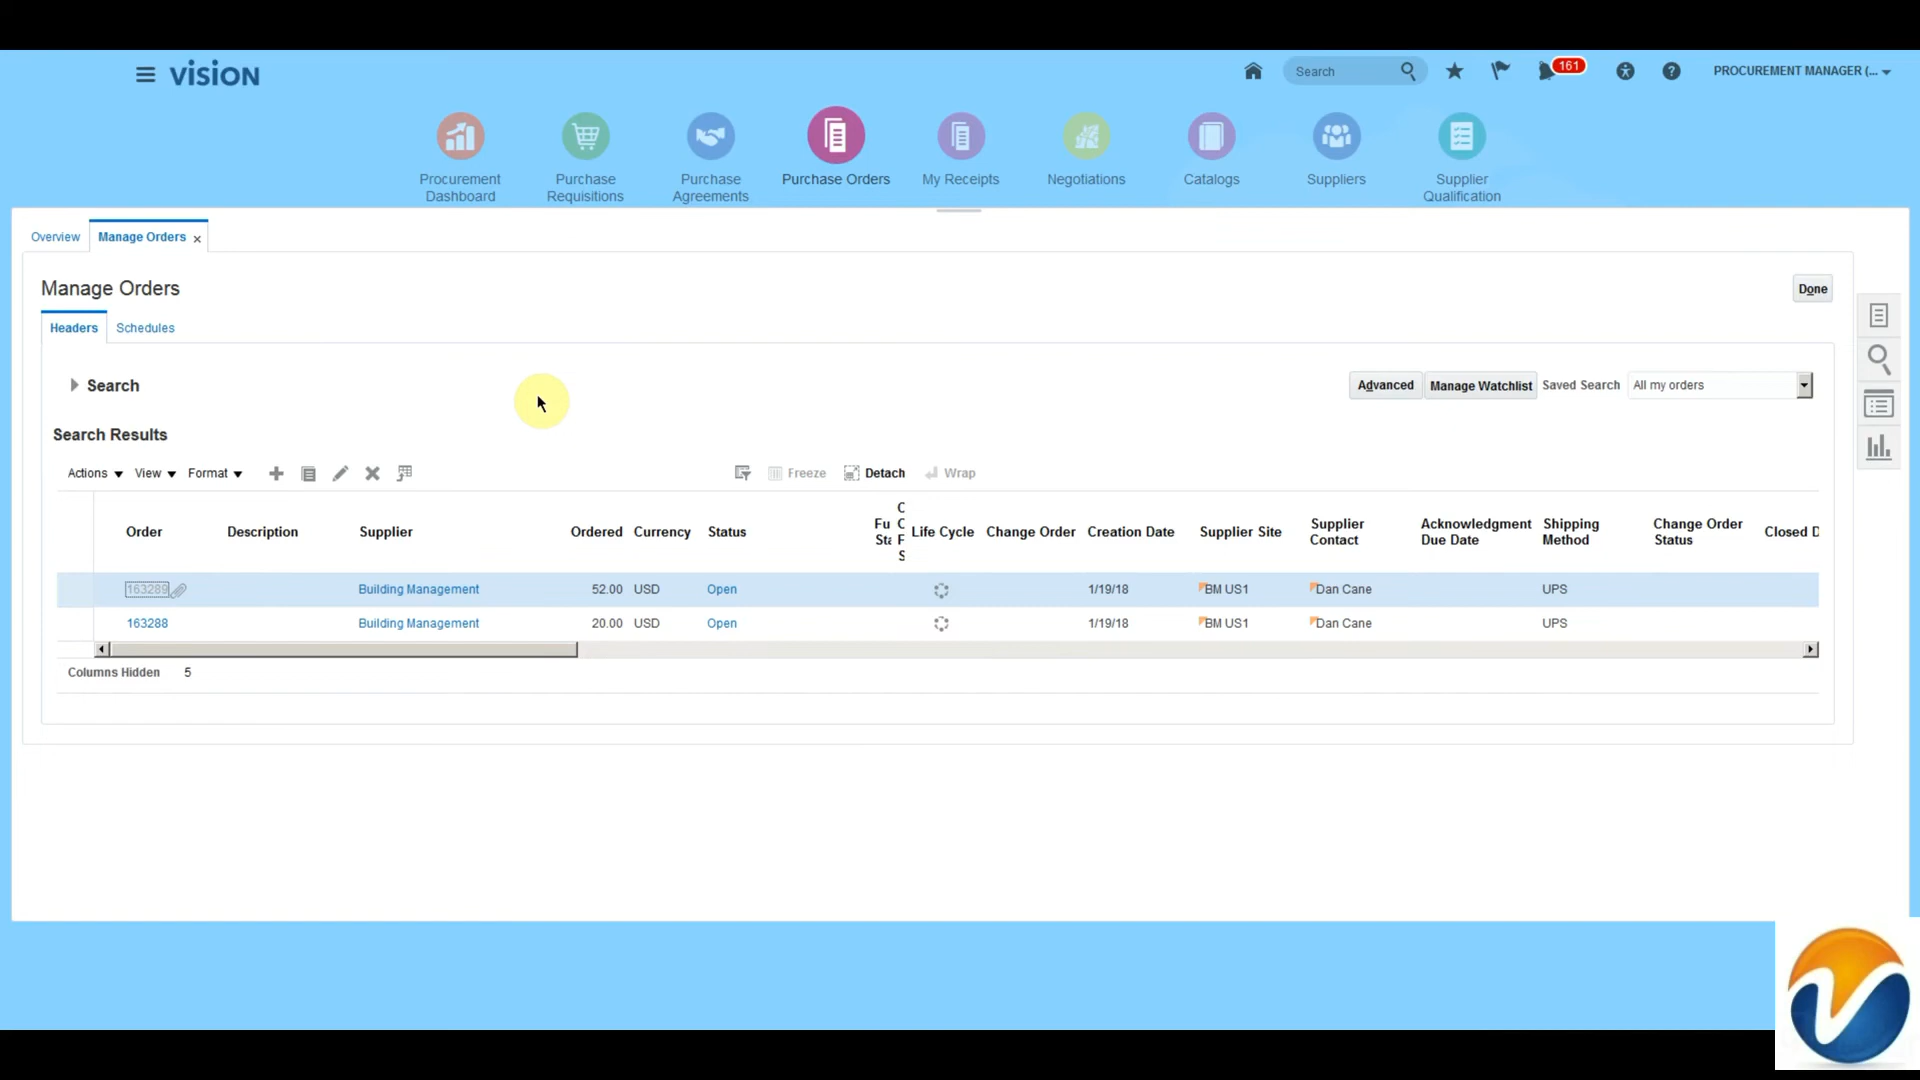 VISION
Search
161
PROCUREMENT MANAGER (...
Procurement Dashboard
Purchase Requisitions
Purchase Agreements
Purchase Orders
My Receipts
Negotiations
Catalogs
Suppliers
Supplier Qualification
Overview
Manage Orders
Manage Orders
Done
Headers
Schedules
Search
Advanced
Manage Watchlist
Saved Search
All my orders
Search Results
Actions
View
Format
Freeze
Detach
Wrap
Order
Description
Supplier
Ordered
Currency
Status
Fu
Sta
C
C
F
S
Life Cycle
Change Order
Creation Date
Supplier Site
Supplier Contact
Acknowledgment Due Date
Shipping Method
Change Order Status
Closed D
163289 Building Management 52.00 USD Open 1/19/18 BM US1 Dan Cane UPS
163288 Building Management 20.00 USD Open 1/19/18 BM US1 Dan Cane UPS
Columns Hidden 5